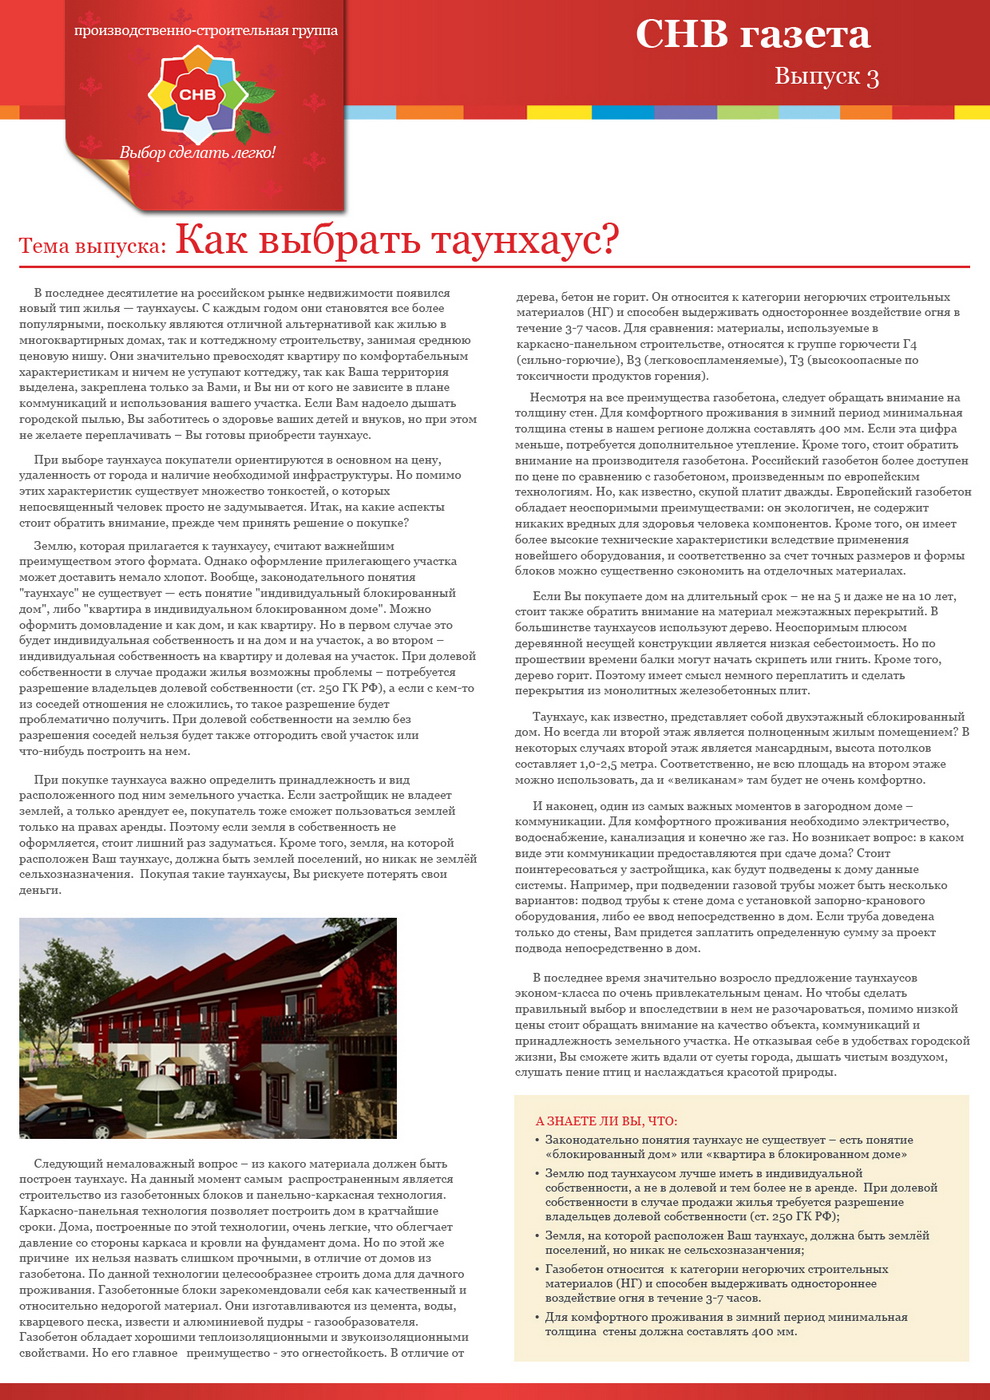 производственно-строительная группа
СНВ
Выбор сделать легко!
СНВ газета
Выпуск 3
Тема выпуска: Как выбрать таунхаус?
В последнее десятилетие на российском рынке недвижимости появился
новый тип жилья — таунхаусы. С каждым годом они становятся все более
популярными, поскольку являются отличной альтернативой как жилью в
многоквартирных домах, так и коттеджному строительству, занимая среднюю
ценовую нишу. Они значительно превосходят квартиру по комфортабельным
характеристикам и ничем не уступают коттеджу, так как Ваша территория
выделена, закреплена только за Вами, и Вы ни от кого не зависите в плане
коммуникаций и использования вашего участка. Если Вам надоело дышать
городской пылью, Вы заботитесь о здоровье ваших детей и внуков, но при этом
не желаете переплачивать – Вы готовы приобрести таунхаус.
При выборе таунхауса покупатели ориентируются в основном на цену,
удаленность от города и наличие необходимой инфраструктуры. Но помимо
этих характеристик существует множество тонкостей, о которых
непосвященный человек просто не задумывается. Итак, на какие аспекты
стоит обратить внимание, прежде чем принять решение о покупке?
Землю, которая прилагается к таунхаусу, считают важнейшим
преимуществом этого формата. Однако оформление прилегающего участка
может доставить немало хлопот. Вообще, законодательного понятия
"таунхаус" не существует — есть понятие "индивидуальный блокированный
дом", либо "квартира в индивидуальном блокированном доме". Можно
оформить домовладение и как дом, и как квартиру. Но в первом случае это
будет индивидуальная собственность и на дом и на участок, а во втором –
индивидуальная собственность на квартиру и долевая на участок. При долевой
собственности в случае продажи жилья возможны проблемы – потребуется
разрешение владельцев долевой собственности (ст. 250 ГК РФ), а если с кем-то
из соседей отношения не сложились, то такое разрешение будет
проблематично получить. При долевой собственности на землю без
разрешения соседей нельзя будет также отгородить свой участок или
что-нибудь построить на нем.
При покупке таунхауса важно определить принадлежность и вид
расположенного под ним земельного участка. Если застройщик не владеет
землей, а только арендует ее, покупатель тоже сможет пользоваться землей
только на правах аренды. Поэтому если земля в собственность не
оформляется, стоит лишний раз задуматься. Кроме того, земля, на которой
расположен Ваш таунхаус, должна быть землей поселений, но никак не землёй
сельхозназначения. Покупая такие таунхаусы, Вы рискуете потерять свои
деньги.
Следующий немаловажный вопрос – из какого материала должен быть
построен таунхаус. На данный момент самым распространенным является
строительство из газобетонных блоков и панельно-каркасная технология.
Каркасно-панельная технология позволяет построить дом в кратчайшие
сроки. Дома, построенные по этой технологии, очень легкие, что облегчает
давление со стороны каркаса и кровли на фундамент дома. Но по этой же
причине их нельзя назвать слишком прочными, в отличие от домов из
газобетона. По данной технологии целесообразнее строить дома для дачного
проживания. Газобетонные блоки зарекомендовали себя как качественный и
относительно недорогой материал. Они изготавливаются из цемента, воды,
кварцевого песка, извести и алюминиевой пудры - газообразователя.
Газобетон обладает хорошими теплоизоляционными и звукоизоляционными
свойствами. Но его главное преимущество - это огнестойкость. В отличие от
дерева, бетон не горит. Он относится к категории негорючих строительных
материалов (НГ) и способен выдерживать одностороннее воздействие огня в
течение 3-7 часов. Для сравнения: материалы, используемые в
каркасно-панельном строительстве, относятся к группе горючести Г4
(сильно-горючие), В3 (легковоспламеняемые), Т3 (высокоопасные по
токсичности продуктов горения).
Несмотря на все преимущества газобетона, следует обращать внимание на
толщину стен. Для комфортного проживания в зимний период минимальная
толщина стены в нашем регионе должна составлять 400 мм. Если эта цифра
меньше, потребуется дополнительное утепление. Кроме того, стоит обратить
внимание на производителя газобетона. Российский газобетон более доступен
по цене по сравнению с газобетоном, произведенным по европейским
технологиям. Но, как известно, скупой платит дважды. Европейский газобетон
обладает неоспоримыми преимуществами: он экологичен, не содержит
никаких вредных для здоровья человека компонентов. Кроме того, он имеет
более высокие технические характеристики вследствие применения
новейшего оборудования, и соответственно за счет точных размеров и формы
блоков можно существенно сэкономить на отделочных материалах.
Если Вы покупаете дом на длительный срок – не на 5 и даже не на 10 лет,
стоит также обратить внимание на материал межэтажных перекрытий. В
большинстве таунхаусов используют дерево. Неоспоримым плюсом
деревянной несущей конструкции является низкая себестоимость. Но по
прошествии времени балки могут начать скрипеть или гнить. Кроме того,
дерево горит. Поэтому имеет смысл немного переплатить и сделать
перекрытия из монолитных железобетонных плит.
Таунхаус, как известно, представляет собой двухэтажный сблокированный
дом. Но всегда ли второй этаж является полноценным жилым помещением? В
некоторых случаях второй этаж является мансардным, высота потолков
составляет 1,0-2,5 метра. Соответственно, не всю площадь на втором этаже
можно использовать, да и «великанам» там будет не очень комфортно.
И наконец, один из самых важных моментов в загородном доме –
коммуникации. Для комфортного проживания необходимо электричество,
водоснабжение, канализация и конечно же газ. Но возникает вопрос: в каком
виде эти коммуникации предоставляются при сдаче дома? Стоит
поинтересоваться у застройщика, как будут подведены к дому данные
системы. Например, при подведении газовой трубы может быть несколько
вариантов: подвод трубы к стене дома с установкой запорно-кранового
оборудования, либо ее ввод непосредственно в дом. Если труба доведена
только до стены, Вам придется заплатить определенную сумму за проект
подвода непосредственно в дом.
В последнее время значительно возросло предложение таунхаусов
эконом-класса по очень привлекательным ценам. Но чтобы сделать
правильный выбор и впоследствии в нем не разочароваться, помимо низкой
цены стоит обращать внимание на качество объекта, коммуникаций и
принадлежность земельного участка. Не отказывая себе в удобствах городской
жизни, Вы сможете жить вдали от суеты города, дышать чистым воздухом,
слушать пение птиц и наслаждаться красотой природы.
А ЗНАЕТЕ ЛИ ВЫ, ЧТО:
• Законодательно понятия таунхаус не существует – есть понятие
«блокированный дом» или «квартира в блокированном доме»
• Землю под таунхаусом лучше иметь в индивидуальной
собственности, а не в долевой и тем более не в аренде. При долевой
собственности в случае продажи жилья требуется разрешение
владельцев долевой собственности (ст. 250 ГК РФ);
• Земля, на которой расположен Ваш таунхаус, должна быть землёй
поселений, но никак не сельхозназначения;
• Газобетон относится к категории негорючих строительных
материалов (НГ) и способен выдерживать одностороннее
воздействие огня в течение 3-7 часов.
• Для комфортного проживания в зимний период минимальная
толщина стены должна составлять 400 мм.